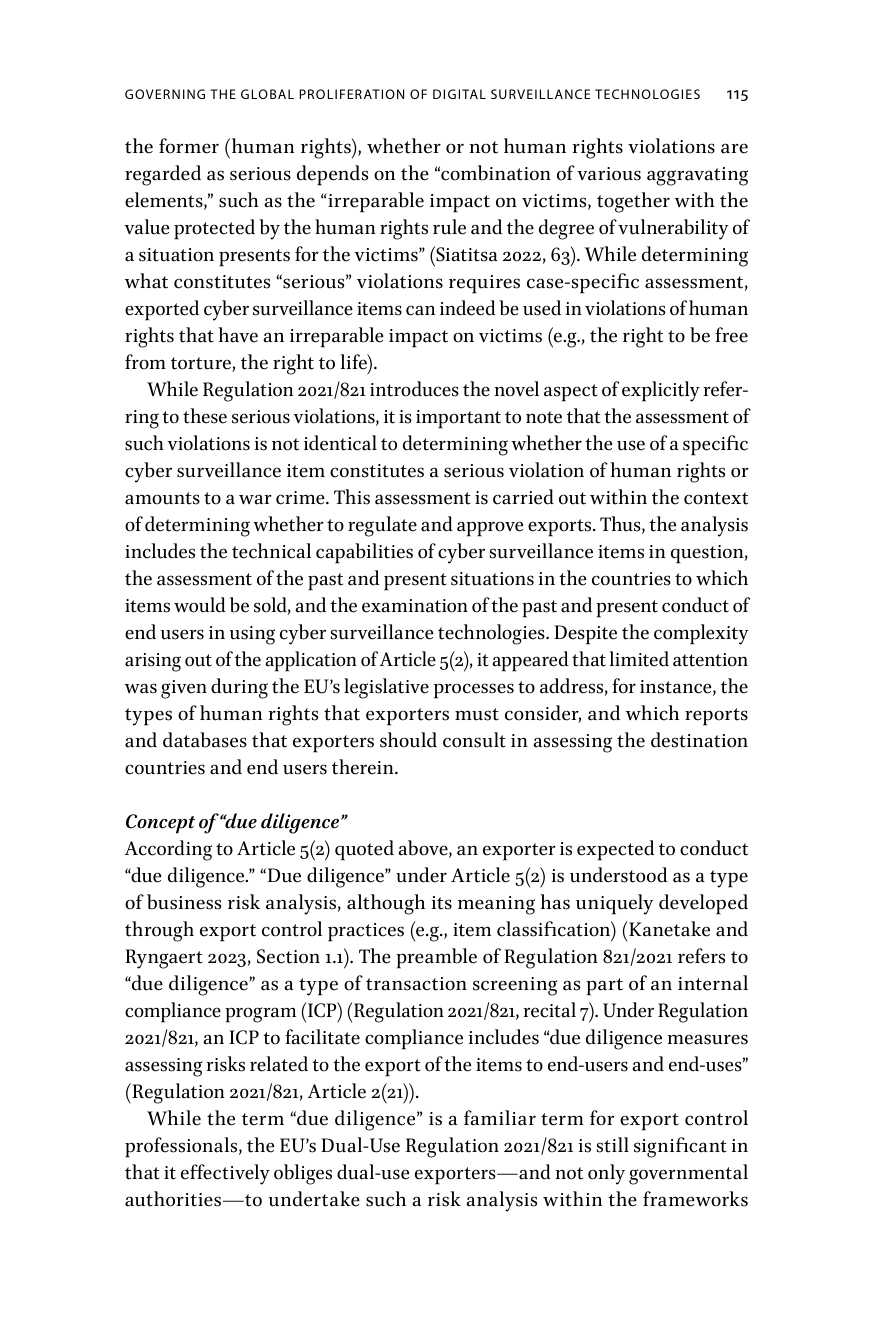 GOVERNING THE GLOBAL PROLIFERATION OF DIGITAL SURVEILLANCE TECHNOLOGIES 115
the former (human rights), whether or not human rights violations are
regarded as serious depends on the “combination of various aggravating
elements,” such as the “irreparable impact on victims, together with the
value protected by the human rights rule and the degree of vulnerability of
a situation presents for the victims” (Siatitsa 2022, 63). While determining
what constitutes “serious” violations requires case-specific assessment,
exported cyber surveillance items can indeed be used in violations of human
rights that have an irreparable impact on victims (e.g., the right to be free
from torture, the right to life).
While Regulation 2021/821 introduces the novel aspect of explicitly refer-
ring to these serious violations, it is important to note that the assessment of
such violations is not identical to determining whether the use of a specific
cyber surveillance item constitutes a serious violation of human rights or
amounts to a war crime. This assessment is carried out within the context
of determining whether to regulate and approve exports. Thus, the analysis
includes the technical capabilities of cyber surveillance items in question,
the assessment of the past and present situations in the countries to which
items would be sold, and the examination of the past and present conduct of
end users in using cyber surveillance technologies. Despite the complexity
arising out of the application of Article 5(2), it appeared that limited attention
was given during the EU’s legislative processes to address, for instance, the
types of human rights that exporters must consider, and which reports
and databases that exporters should consult in assessing the destination
countries and end users therein.
Concept of “due diligence”
According to Article 5(2) quoted above, an exporter is expected to conduct
“due diligence.” “Due diligence” under Article 5(2) is understood as a type
of business risk analysis, although its meaning has uniquely developed
through export control practices (e.g., item classification) (Kanetake and
Ryngaert 2023, Section 1.1). The preamble of Regulation 821/2021 refers to
“due diligence” as a type of transaction screening as part of an internal
compliance program (ICP) (Regulation 2021/821, recital 7). Under Regulation
2021/821, an ICP to facilitate compliance includes “due diligence measures
assessing risks related to the export of the items to end-users and end-uses”
(Regulation 2021/821, Article 2(21)).
While the term “due diligence” is a familiar term for export control
professionals, the EU’s Dual-Use Regulation 2021/821 is still significant in
that it effectively obliges dual-use exporters—and not only governmental
authorities—to undertake such a risk analysis within the frameworks